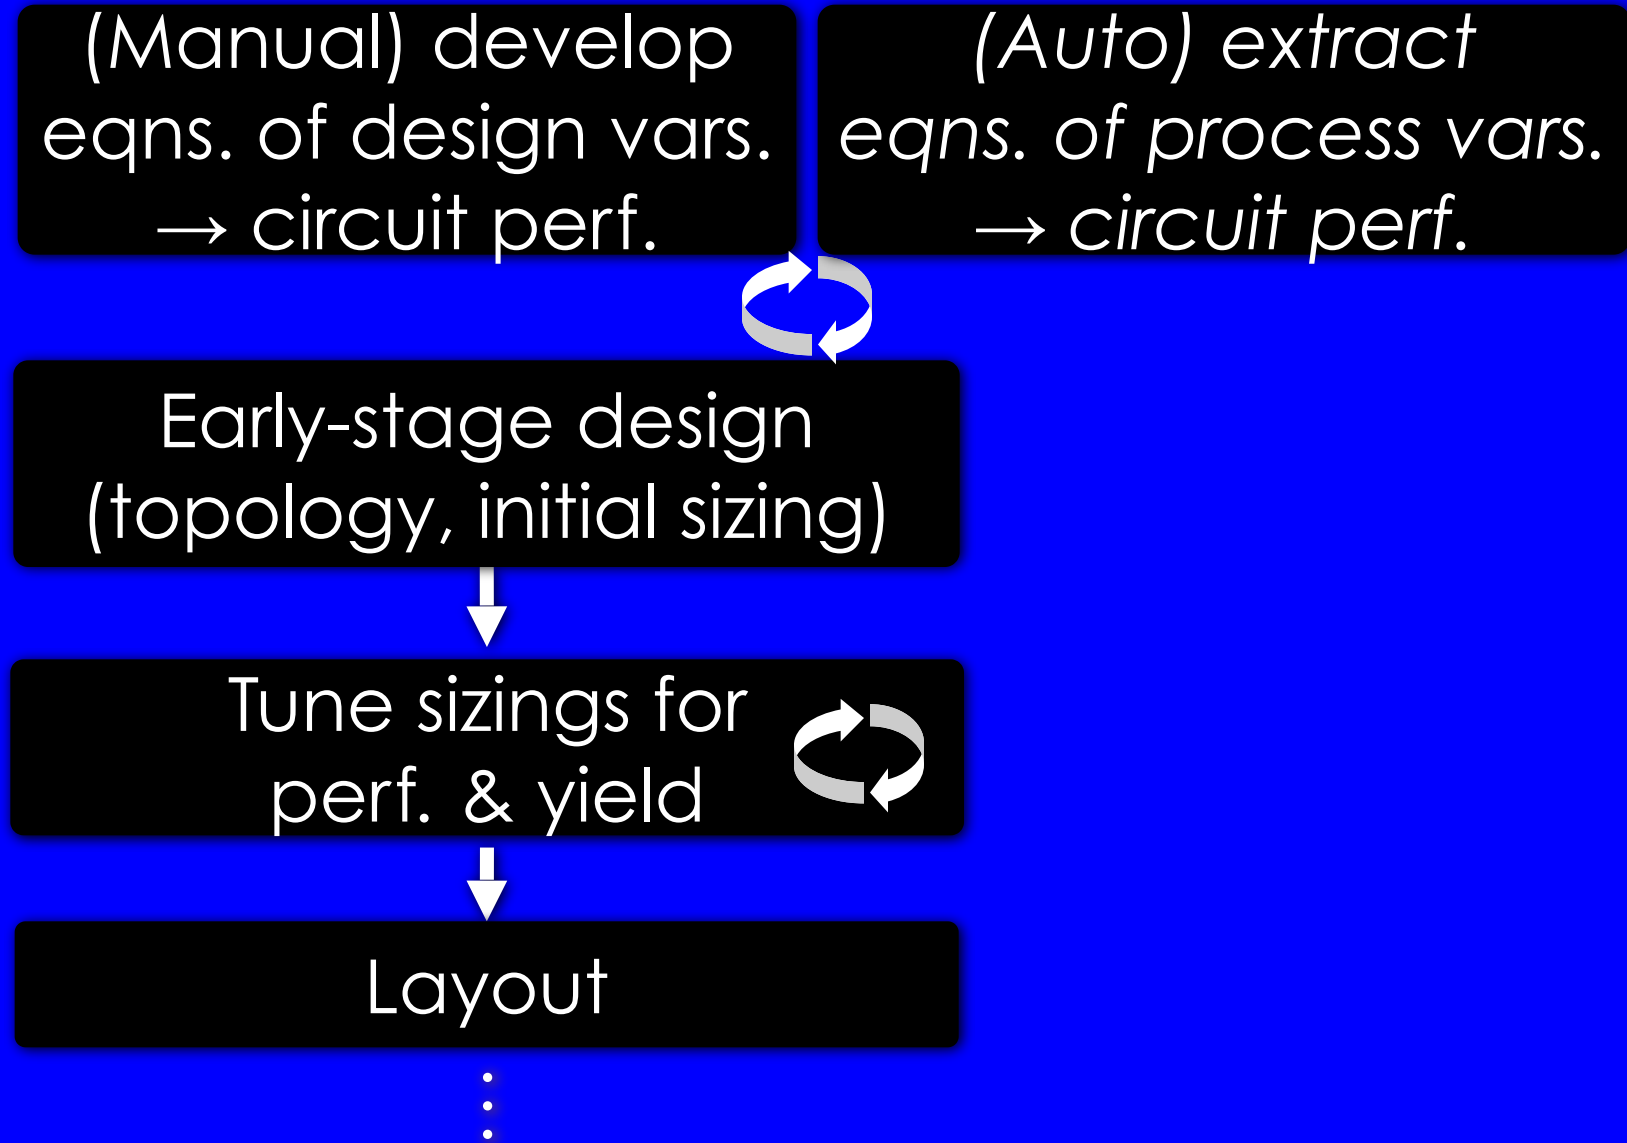 (Manual) develop
eqns. of design vars.
→ circuit perf.
(Auto) extract
eqns. of process vars.
→ circuit perf.
Early-stage design
(topology, initial sizing)
Tune sizings for
perf. & yield
Layout